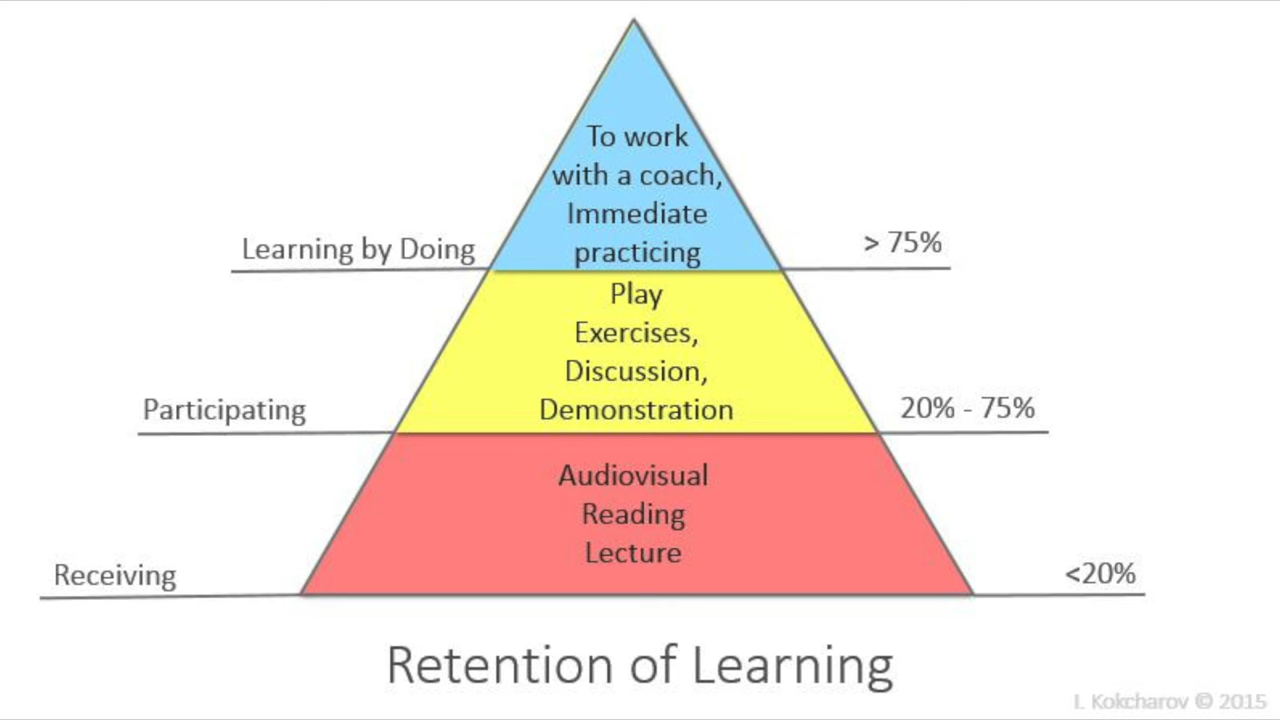 To work
with a coach,
Immediate
practicing
Learning by Doing
> 75%
Play
Exercises,
Discussion,
Demonstration
Participating
20% - 75%
Audiovisual
Reading
Lecture
Receiving
<20%
Retention of Learning
I. Kokcharov © 2015